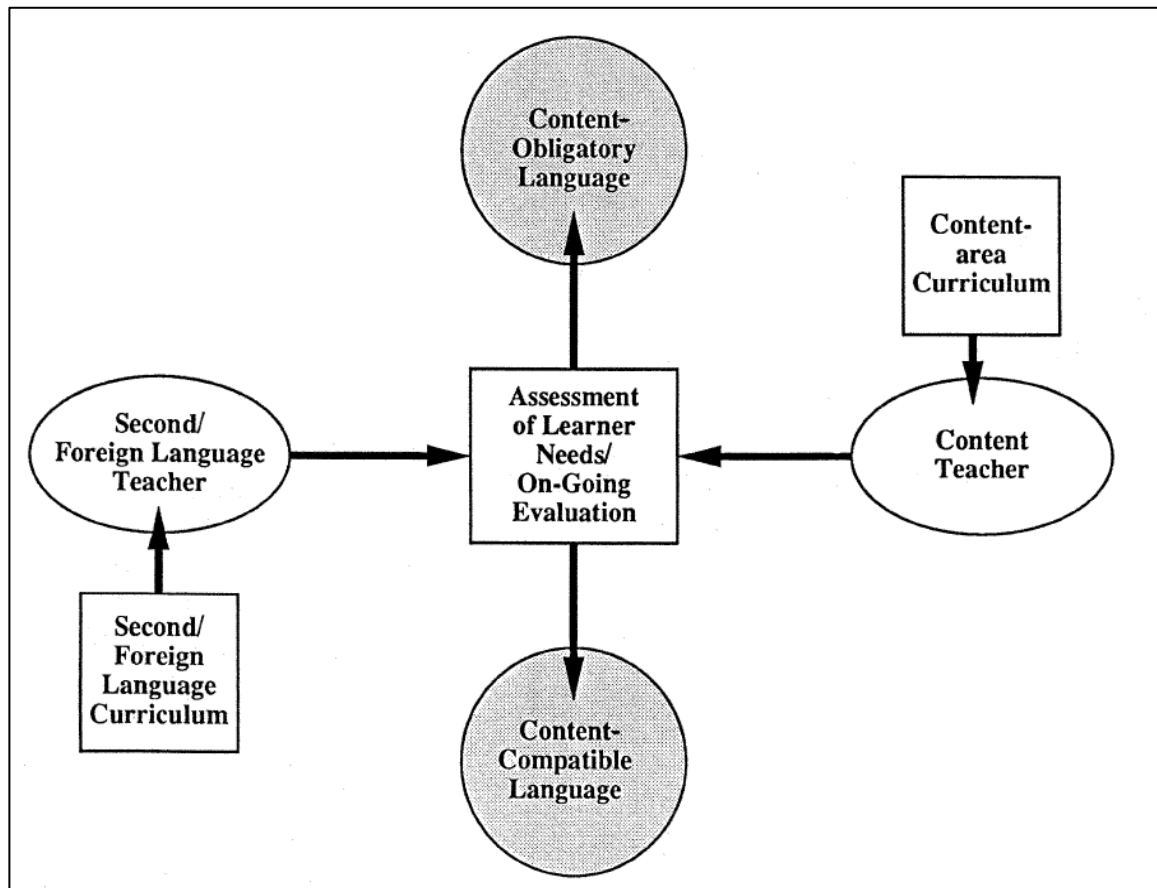 Content-
Obligatory
Language
Content-
area
Curriculum
Second/
Foreign Language
Teacher
Assessment
of Learner
Needs/
On-Going
Evaluation
Content
Teacher
Second/
Foreign
Language
Curriculum
Content-
Compatible
Language